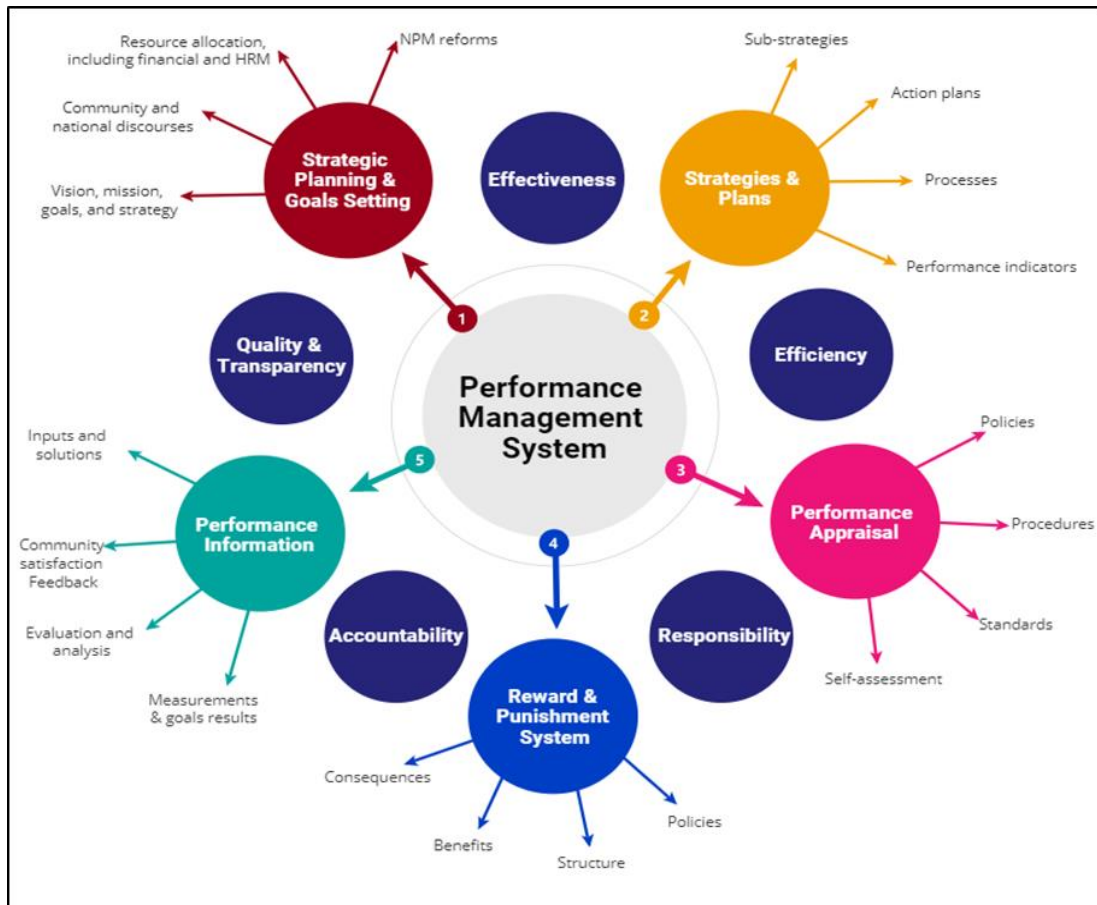 Resource allocation,
including financial and HRM
NPM reforms
Community and
national discourses
Vision, mission,
goals, and strategy
Strategic
Planning &
Goals Setting
Effectiveness
Sub-strategies
Action plans
Processes
Performance indicators
Strategies &
Plans
1
2
Quality &
Transparency
Performance
Management
System
Efficiency
5
3
4
Inputs and
solutions
Community
satisfaction
Feedback
Evaluation and
analysis
Measurements
& goals results
Performance
Information
Policies
Procedures
Standards
Self-assessment
Performance
Appraisal
Accountability
Responsibility
Reward &
Punishment
System
Consequences
Benefits
Structure
Policies